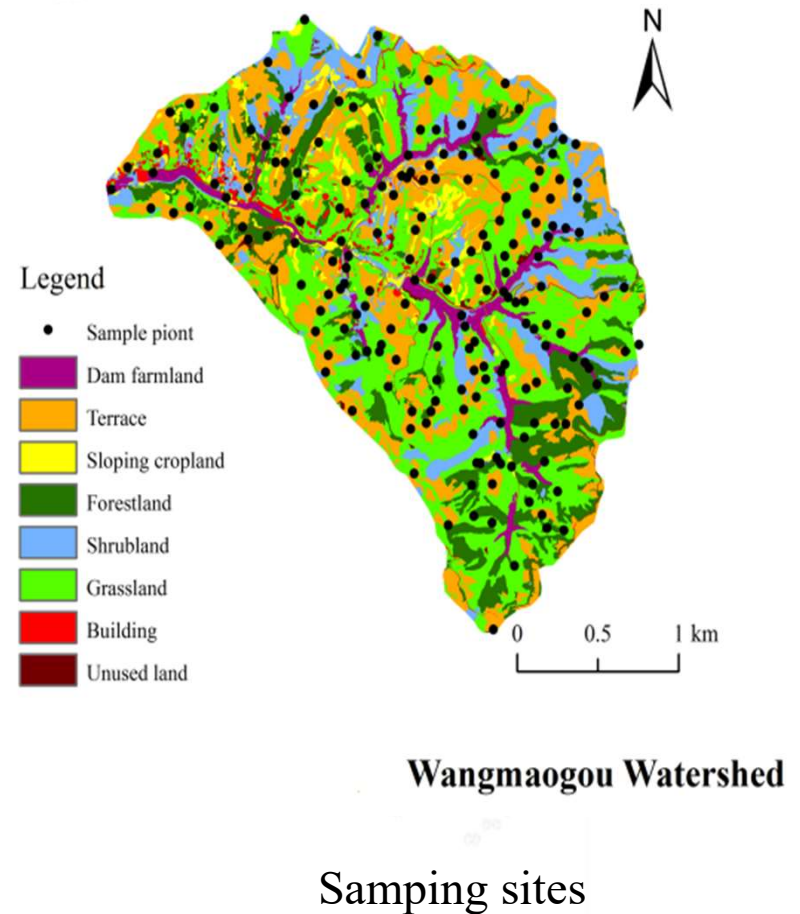 N
Legend
Sample piont
Dam farmland
Terrace
Sloping cropland
Forestland
Shrubland
Grassland
Building
Unused land
0 0.5 1 km
Wangmaogou Watershed
Samping sites